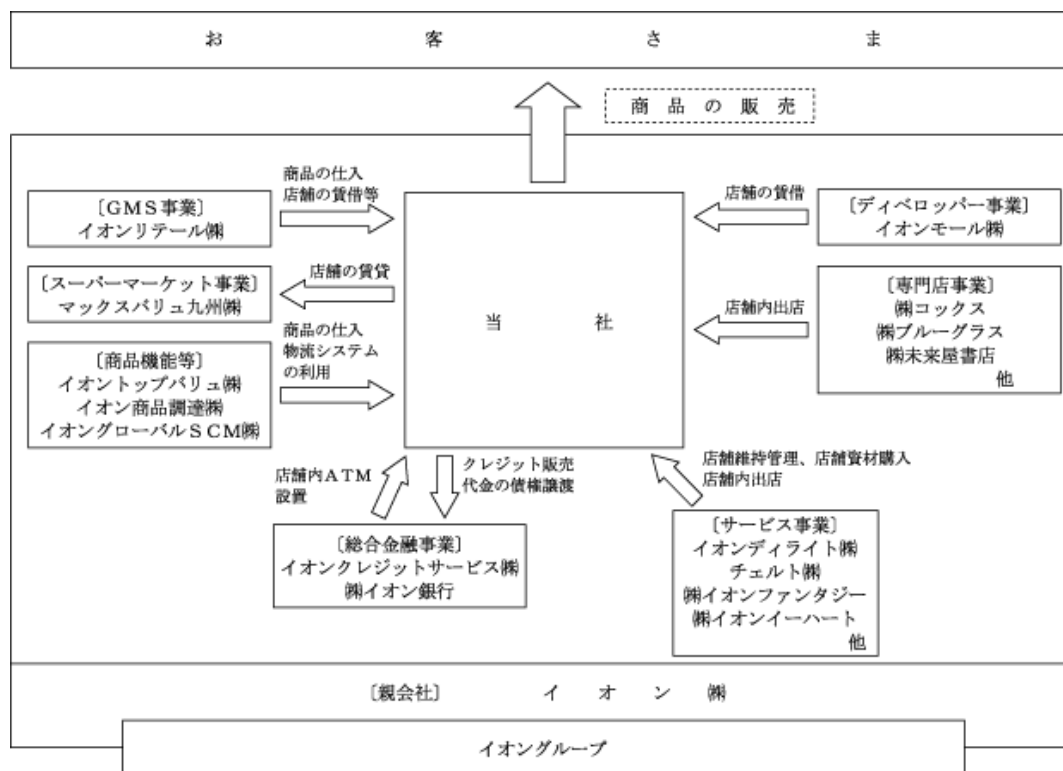 お客さま
商品の販売
商品の仕入
店舗の賃借等
〔GMS事業〕
イオンリテール㈱
店舗の賃貸
〔スーパーマーケット事業〕
マックスバリュ九州㈱
商品の仕入
物流システム
の利用
〔商品機能等〕
イオントップバリュ㈱
イオン商品調達㈱
イオングローバルSCM㈱
当社
店舗の賃借
〔ディベロッパー事業〕
イオンモール㈱
店舗内出店
〔専門店事業〕
㈱コックス
㈱ブルーグラス
㈱未来屋書店
他
店舗内ATM
設置
クレジット販売
代金の債権譲渡
〔総合金融事業〕
イオンクレジットサービス㈱
㈱イオン銀行
店舗維持管理、店舗資材購入
店舗内出店
〔サービス事業〕
イオンディライト㈱
チェルト㈱
㈱イオンファンタジー
㈱イオンイーハート
他
〔親会社〕 イオン㈱
イオングループ